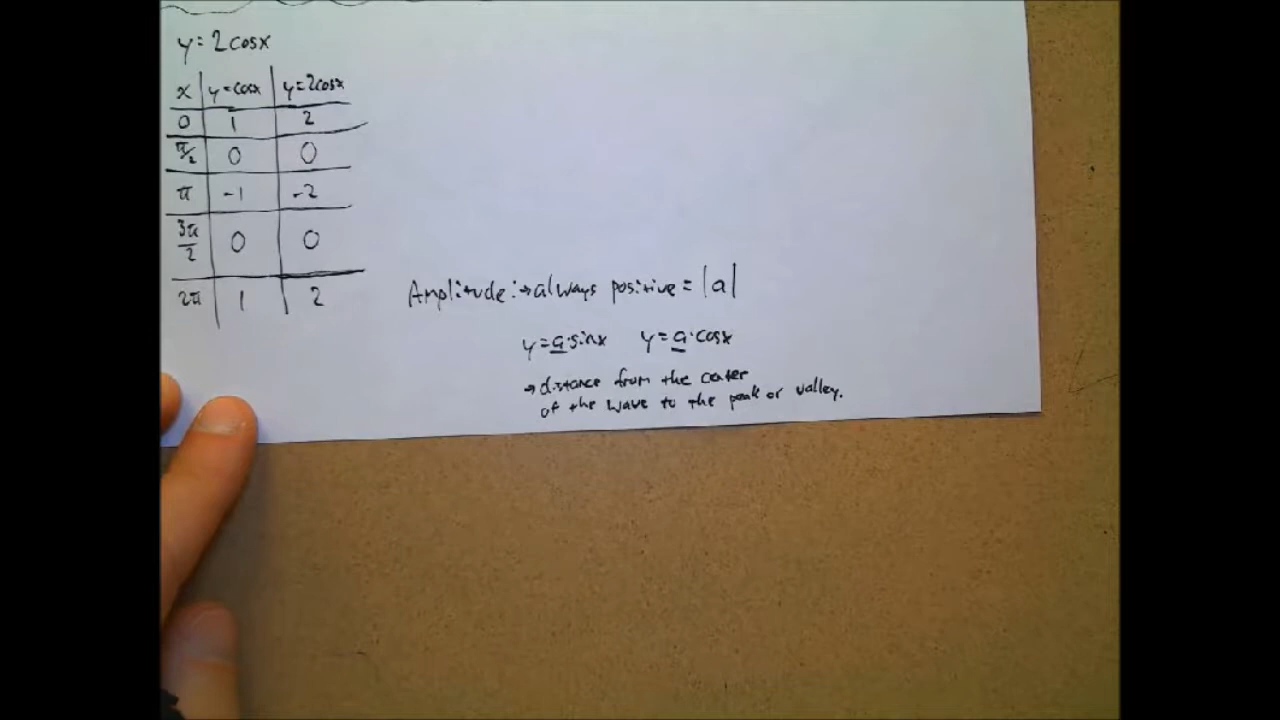 y=2cosx
x y=cosx y=2cosx
0 1 2
π/2 0 0
π -1 -2
3π/2 0 0
2π 1 2
Amplitude:→always positive=|a|
y=a·sinx y=a·cosx
→distance from the center
of the wave to the peak or valley.